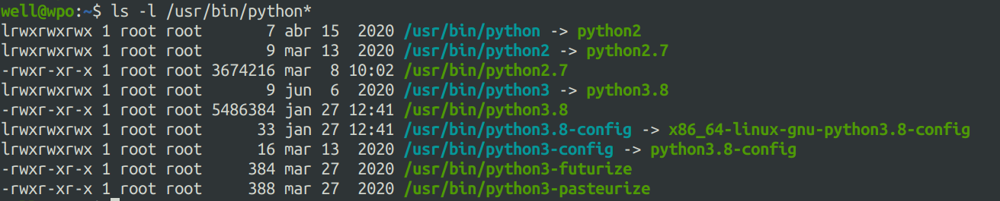 well@wpo:~$ ls -l /usr/bin/python*
lrwxrwxrwx 1 root root       7 abr 15  2020 /usr/bin/python -> python2
lrwxrwxrwx 1 root root       9 mar 13  2020 /usr/bin/python2 -> python2.7
-rwxr-xr-x 1 root root 3674216 mar  8 10:02 /usr/bin/python2.7
lrwxrwxrwx 1 root root       9 jun  6  2020 /usr/bin/python3 -> python3.8
-rwxr-xr-x 1 root root 5486384 jan 27 12:41 /usr/bin/python3.8
lrwxrwxrwx 1 root root      33 jan 27 12:41 /usr/bin/python3.8-config -> x86_64-linux-gnu-python3.8-config
lrwxrwxrwx 1 root root      16 mar 13  2020 /usr/bin/python3-config -> python3.8-config
-rwxr-xr-x 1 root root     384 mar 27  2020 /usr/bin/python3-futurize
-rwxr-xr-x 1 root root     388 mar 27  2020 /usr/bin/python3-pasteurize